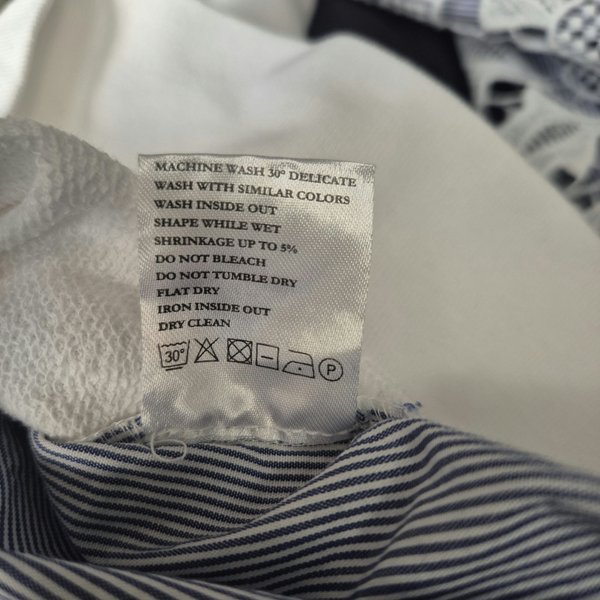 MACHINE WASH 30° DELICATE
WASH WITH SIMILAR COLORS
WASH INSIDE OUT
SHAPE WHILE WET
SHRINKAGE UP TO 5%
DO NOT BLEACH
DO NOT TUMBLE DRY
FLAT DRY
IRON INSIDE OUT
DRY CLEAN
30° P